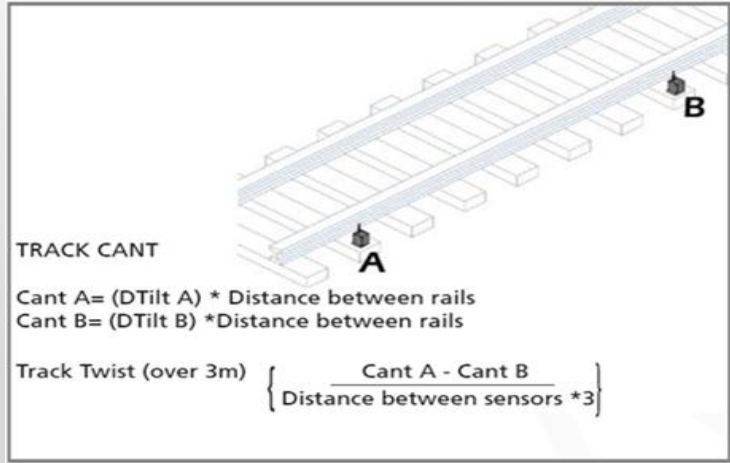 B
A
TRACK CANT
Cant A= (DTilt A) * Distance between rails
Cant B= (DTilt B) *Distance between rails
Track Twist (over 3m) { Cant A - Cant B
Distance between sensors *3}